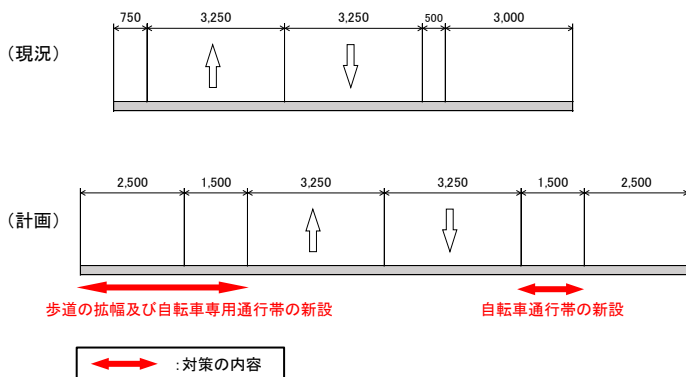 750 3,250 3,250 500 3,000
(現況)
2,500 1,500 3,250 3,250 1,500 2,500
(計画)
歩道の拡幅及び自転車専用通行帯の新設 自転車通行帯の新設
:対策の内容